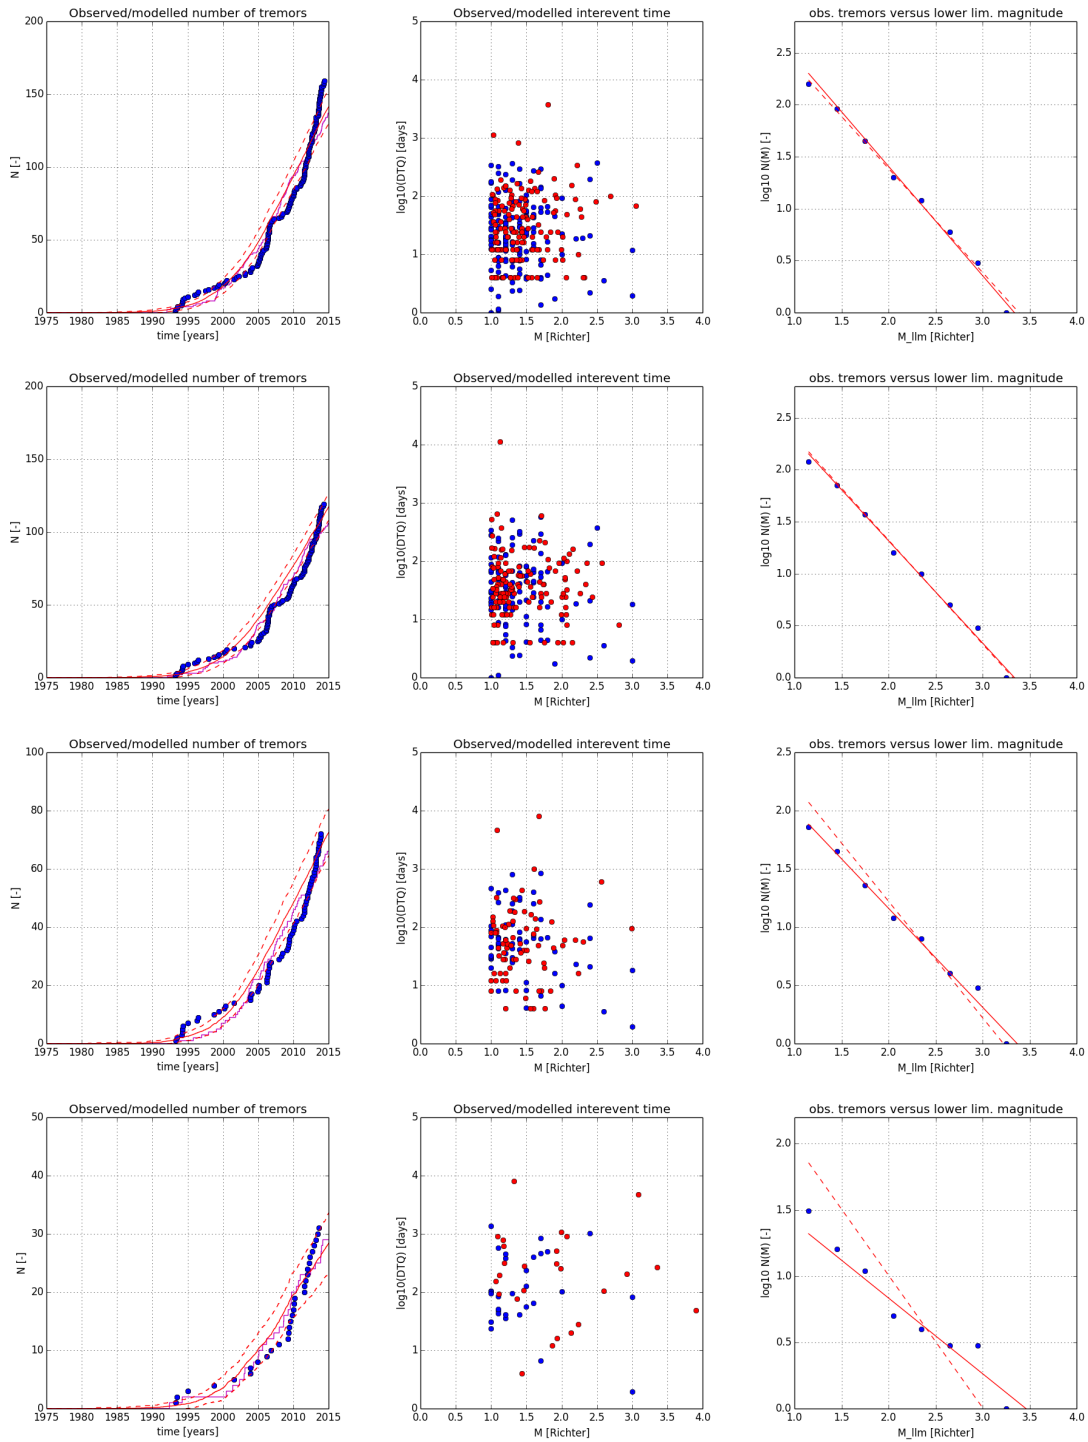 Observed/modelled number of tremors
N [-]
200
150
100
50
0
1975 1980 1985 1990 1995 2000 2005 2010 2015
time [years]
Observed/modelled interevent time
log10(DTQ) [days]
5
4
3
2
1
0
0.0 0.5 1.0 1.5 2.0 2.5 3.0 3.5 4.0
M [Richter]
obs. tremors versus lower lim. magnitude
log10 N(M) [-]
2.5
2.0
1.5
1.0
0.5
0.0
1.0 1.5 2.0 2.5 3.0 3.5 4.0
M_llm [Richter]
Observed/modelled number of tremors
N [-]
200
150
100
50
0
1975 1980 1985 1990 1995 2000 2005 2010 2015
time [years]
Observed/modelled interevent time
log10(DTQ) [days]
5
4
3
2
1
0
0.0 0.5 1.0 1.5 2.0 2.5 3.0 3.5 4.0
M [Richter]
obs. tremors versus lower lim. magnitude
log10 N(M) [-]
2.5
2.0
1.5
1.0
0.5
0.0
1.0 1.5 2.0 2.5 3.0 3.5 4.0
M_llm [Richter]
Observed/modelled number of tremors
N [-]
100
80
60
40
20
0
1975 1980 1985 1990 1995 2000 2005 2010 2015
time [years]
Observed/modelled interevent time
log10(DTQ) [days]
5
4
3
2
1
0
0.0 0.5 1.0 1.5 2.0 2.5 3.0 3.5 4.0
M [Richter]
obs. tremors versus lower lim. magnitude
log10 N(M) [-]
2.5
2.0
1.5
1.0
0.5
0.0
1.0 1.5 2.0 2.5 3.0 3.5 4.0
M_llm [Richter]
Observed/modelled number of tremors
N [-]
50
40
30
20
10
0
1975 1980 1985 1990 1995 2000 2005 2010 2015
time [years]
Observed/modelled interevent time
log10(DTQ) [days]
5
4
3
2
1
0
0.0 0.5 1.0 1.5 2.0 2.5 3.0 3.5 4.0
M [Richter]
obs. tremors versus lower lim. magnitude
log10 N(M) [-]
2.0
1.5
1.0
0.5
0.0
1.0 1.5 2.0 2.5 3.0 3.5 4.0
M_llm [Richter]